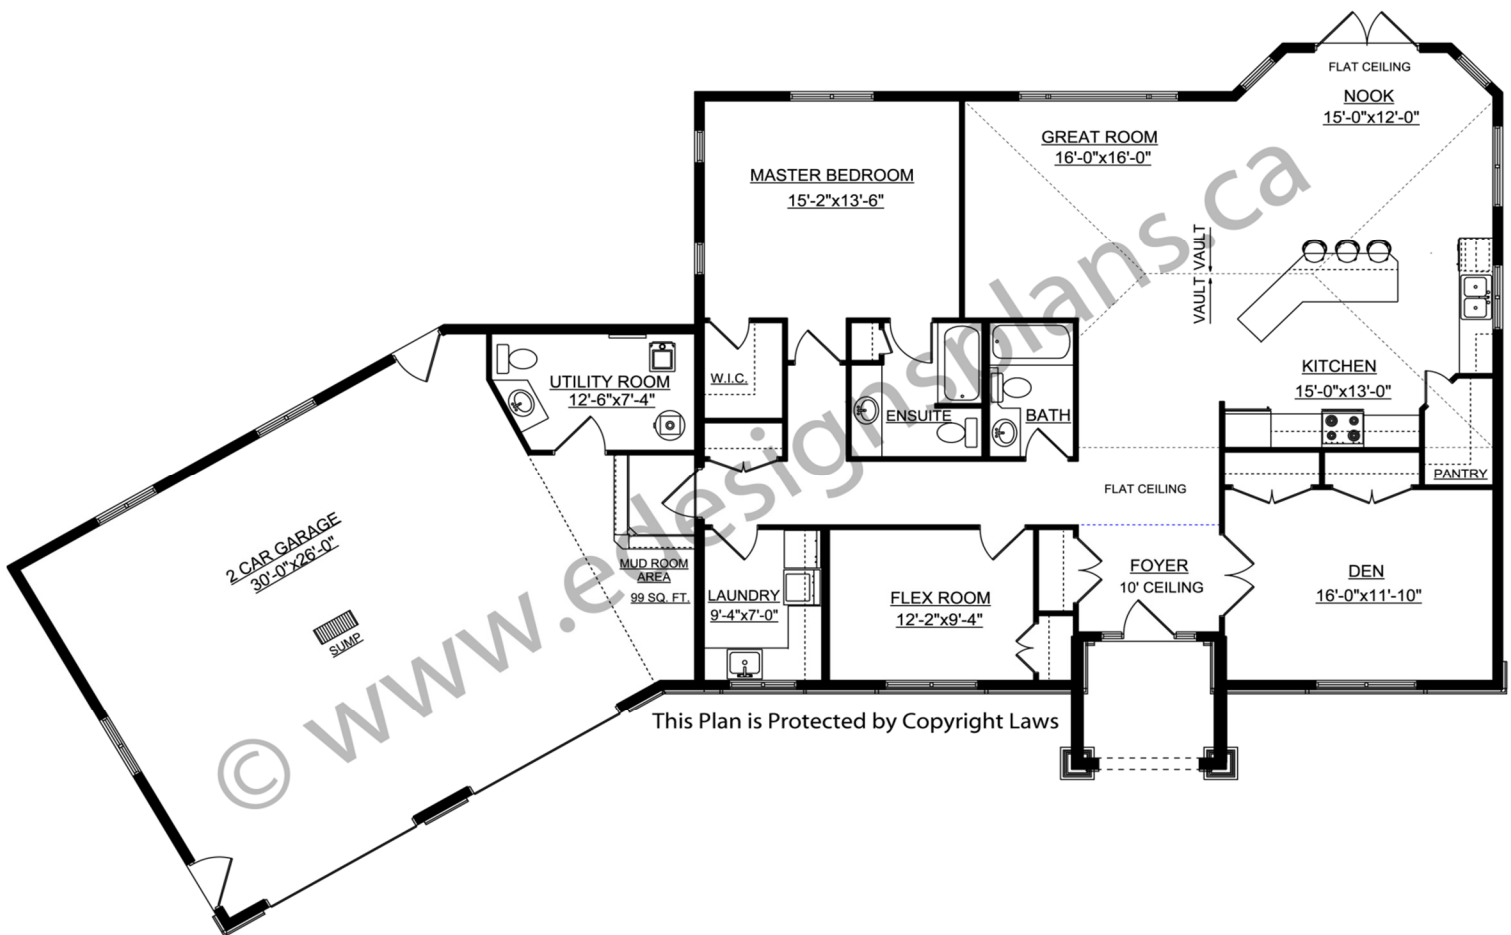 FLAT CEILING
NOOK
15'-0"x12'-0"
GREAT ROOM
16'-0"x16'-0"
MASTER BEDROOM
15'-2"x13'-6"
VAULT
VAULT
KITCHEN
15'-0"x13'-0"
W.I.C.
UTILITY ROOM
12'-6"x7'-4"
ENSUITE
BATH
PANTRY
FLAT CEILING
2 CAR GARAGE
30'-0"x26'-0"
SUMP
MUD ROOM
AREA
99 SQ. FT.
LAUNDRY
9'-4"x7'-0"
FLEX ROOM
12'-2"x9'-4"
FOYER
10' CEILING
DEN
16'-0"x11'-10"
This Plan is Protected by Copyright Laws
© www.edesignsplans.ca